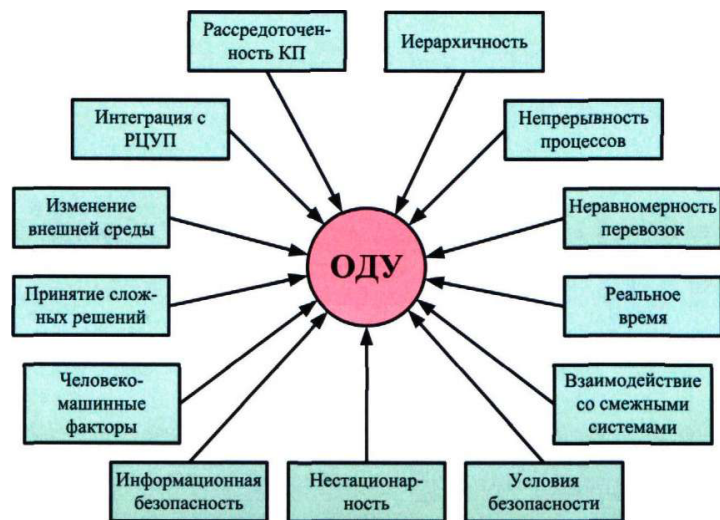 Рассредоточен-
ность КП
Иерархичность
Интеграция с
РЦУП
Непрерывность
процессов
Изменение
внешней среды
Неравномерность
перевозок
ОДУ
Принятие слож-
ных решений
Реальное
время
Человеко-
машинные
факторы
Взаимодействие
со смежными
системами
Информационная
безопасность
Нестационар-
ность
Условия
безопасности